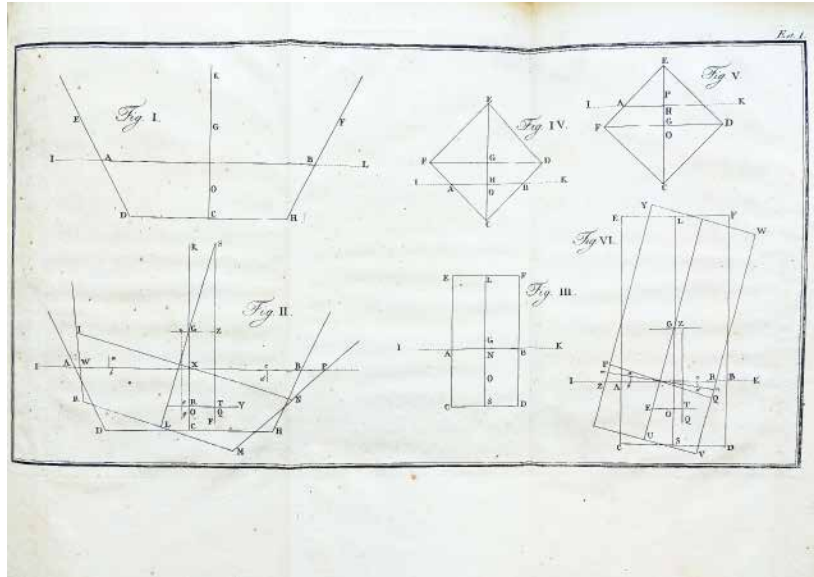 Est. I.
Fig. I.
K
E
G
F
I
A
B
L
O
D
C
H
Fig. IV.
E
F
G
D
I
H
K
A
O
B
C
Fig. V.
E
P
I
A
H
K
F
G
D
O
C
Fig. II.
R
S
I
G
Z
I
A
W
X
B
P
R
R
T
V
N
O
Q
D
L
C
F
H
M
Fig. III.
E
L
F
G
I
K
A
N
B
O
C
S
D
Fig. VI.
Y
E
L
F
W
G
Z
P
I
Z
A
R
B
K
Q
E
O
T
Q
U
C
S
D
V